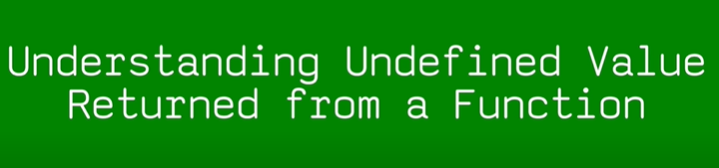 Understanding Undefined Value
Returned from a Function